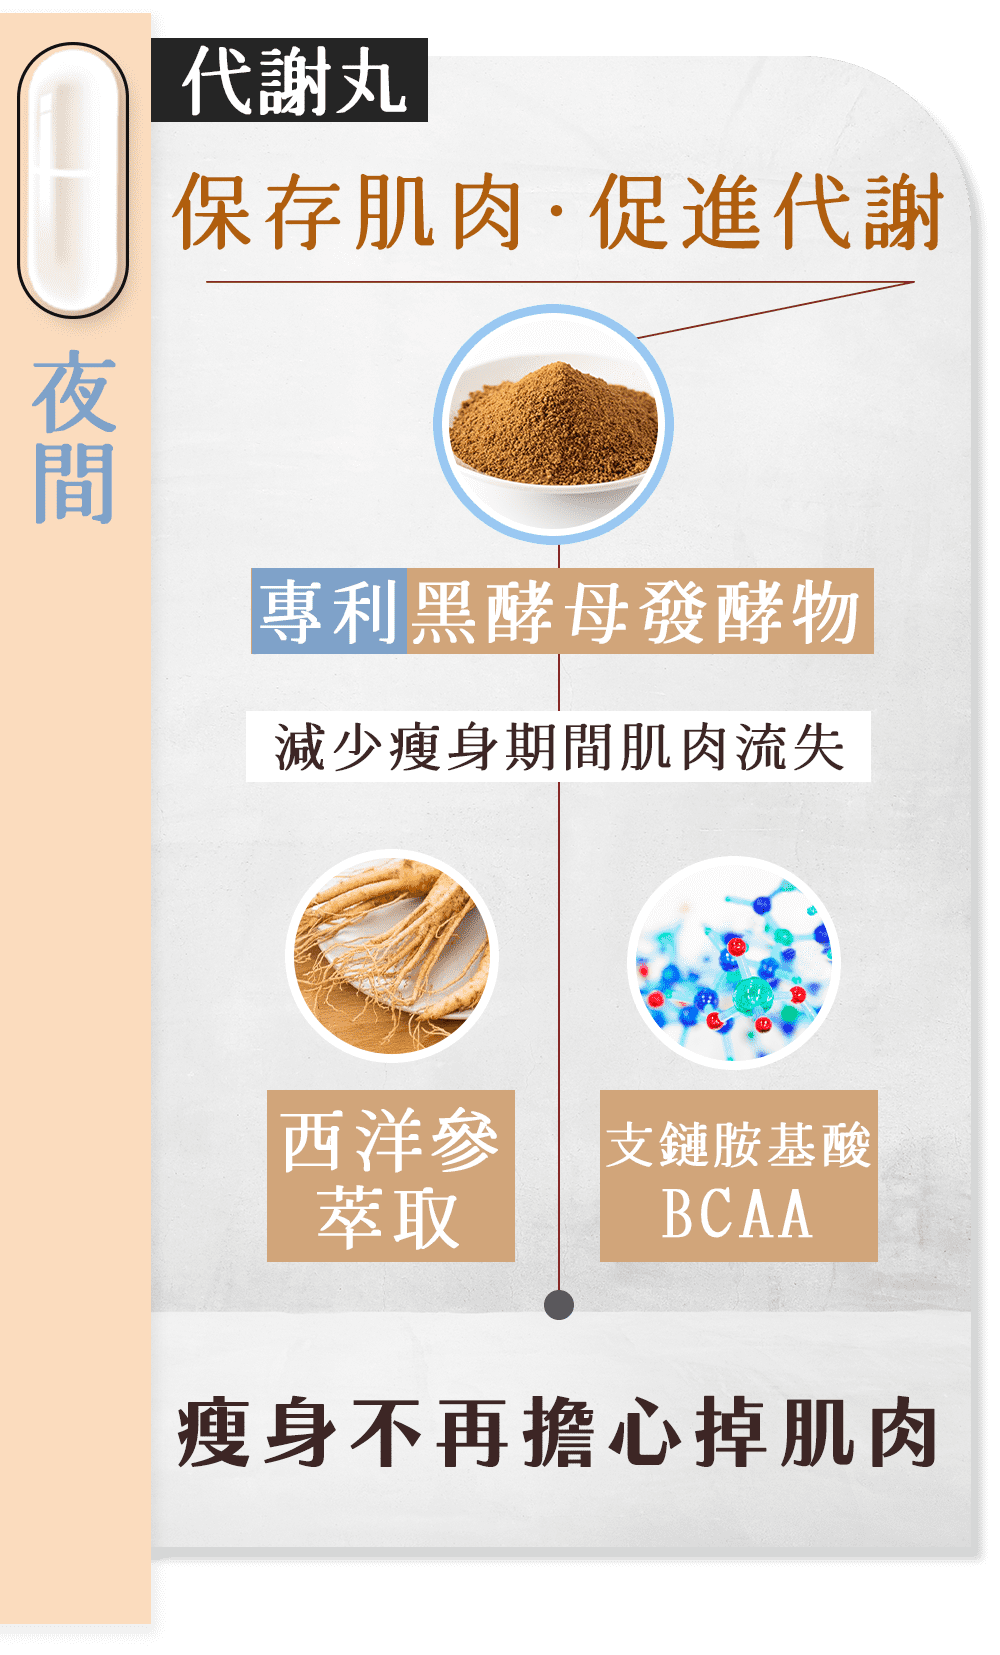 代謝丸
保存肌肉·促進代謝
夜間
專利黑酵母發酵物
減少瘦身期間肌肉流失
西洋參
萃取
支鏈胺基酸
BCAA
瘦身不再擔心掉肌肉